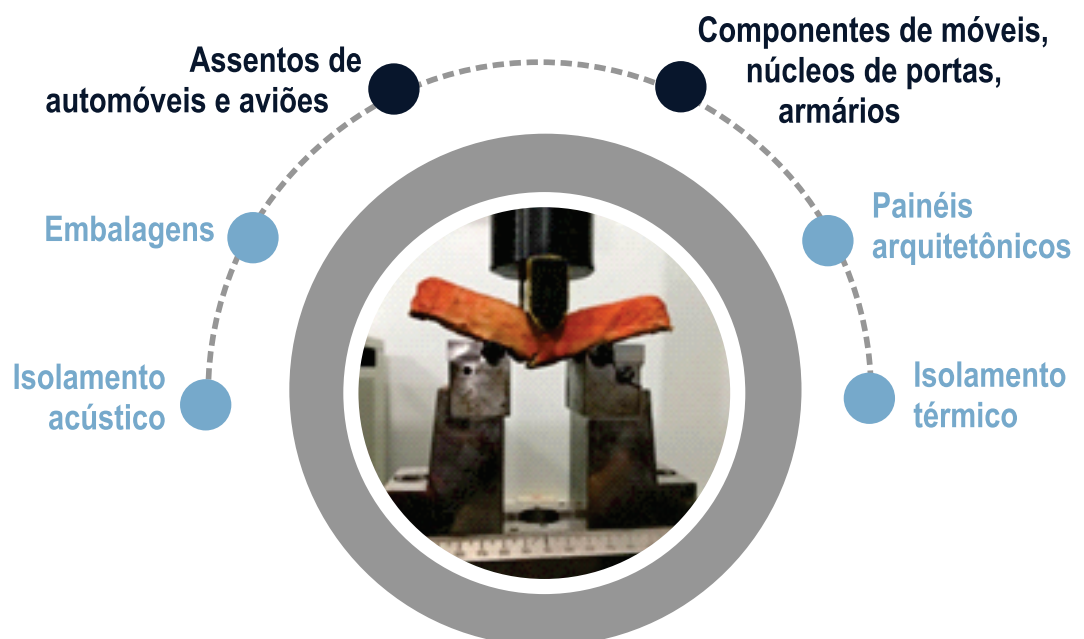 Assentos de
automóveis e aviões
Componentes de móveis,
núcleos de portas,
armários
Embalagens
Painéis
arquitetônicos
Isolamento
acústico
Isolamento
térmico